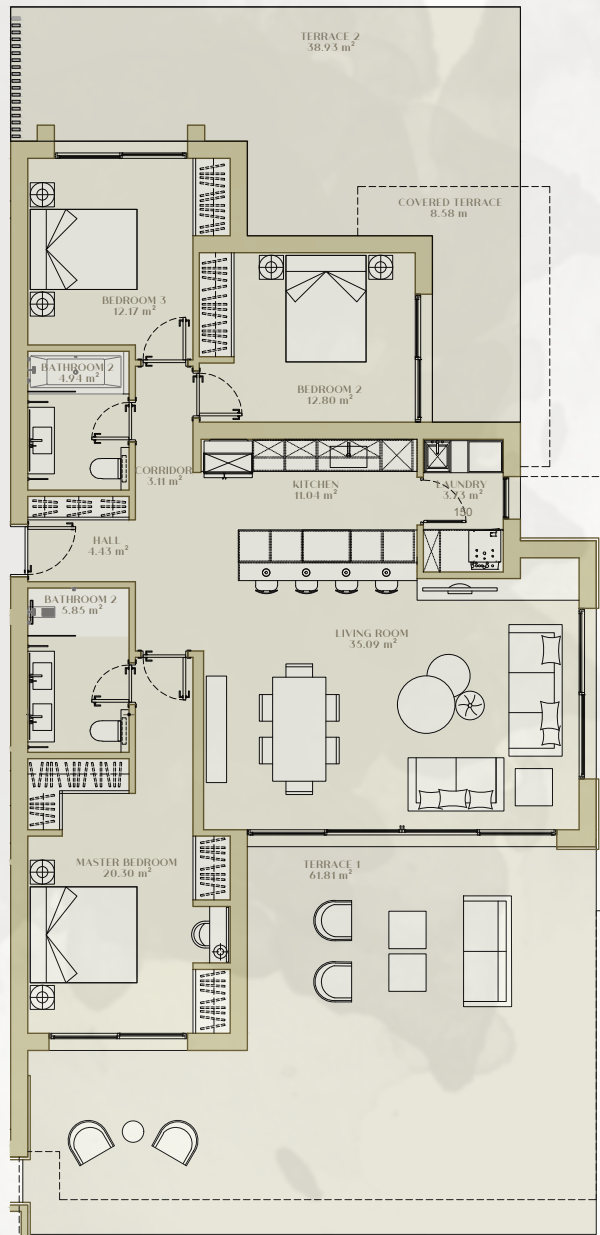 TERRACE 2
38.93 m²
COVERED TERRACE
8.58 m
BEDROOM 3
12.17 m²
BATHROOM 2
4.94 m²
BEDROOM 2
12.80 m²
CORRIDOR
3.11 m²
KITCHEN
11.04 m²
LAUNDRY
3.73 m²
150
HALL
4.43 m²
BATHROOM 2
5.85 m²
LIVING ROOM
35.09 m²
MASTER BEDROOM
20.30 m²
TERRACE 1
61.81 m²